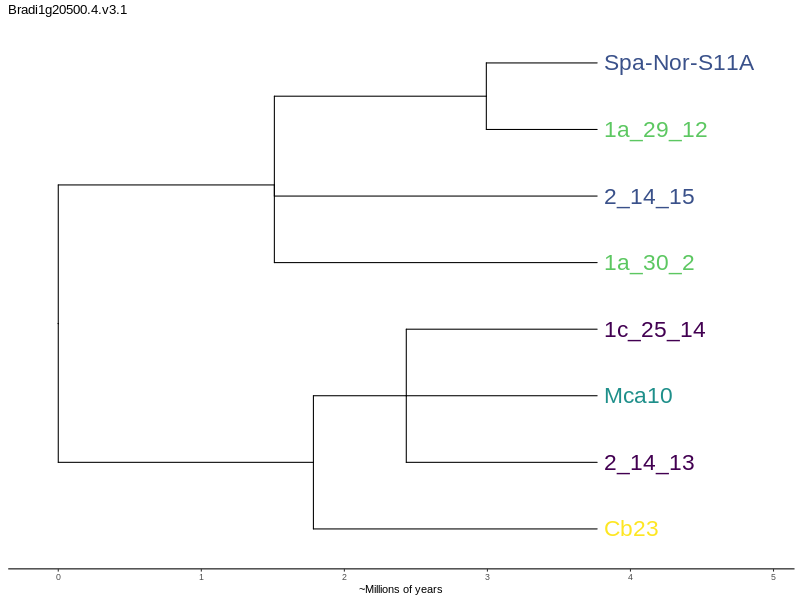 Bradi1g20500.4.v3.1
Spa-Nor-S11A
1a_29_12
2_14_15
1a_30_2
1c_25_14
Mca10
2_14_13
Cb23
0 1 2 3 4 5
~Millions of years